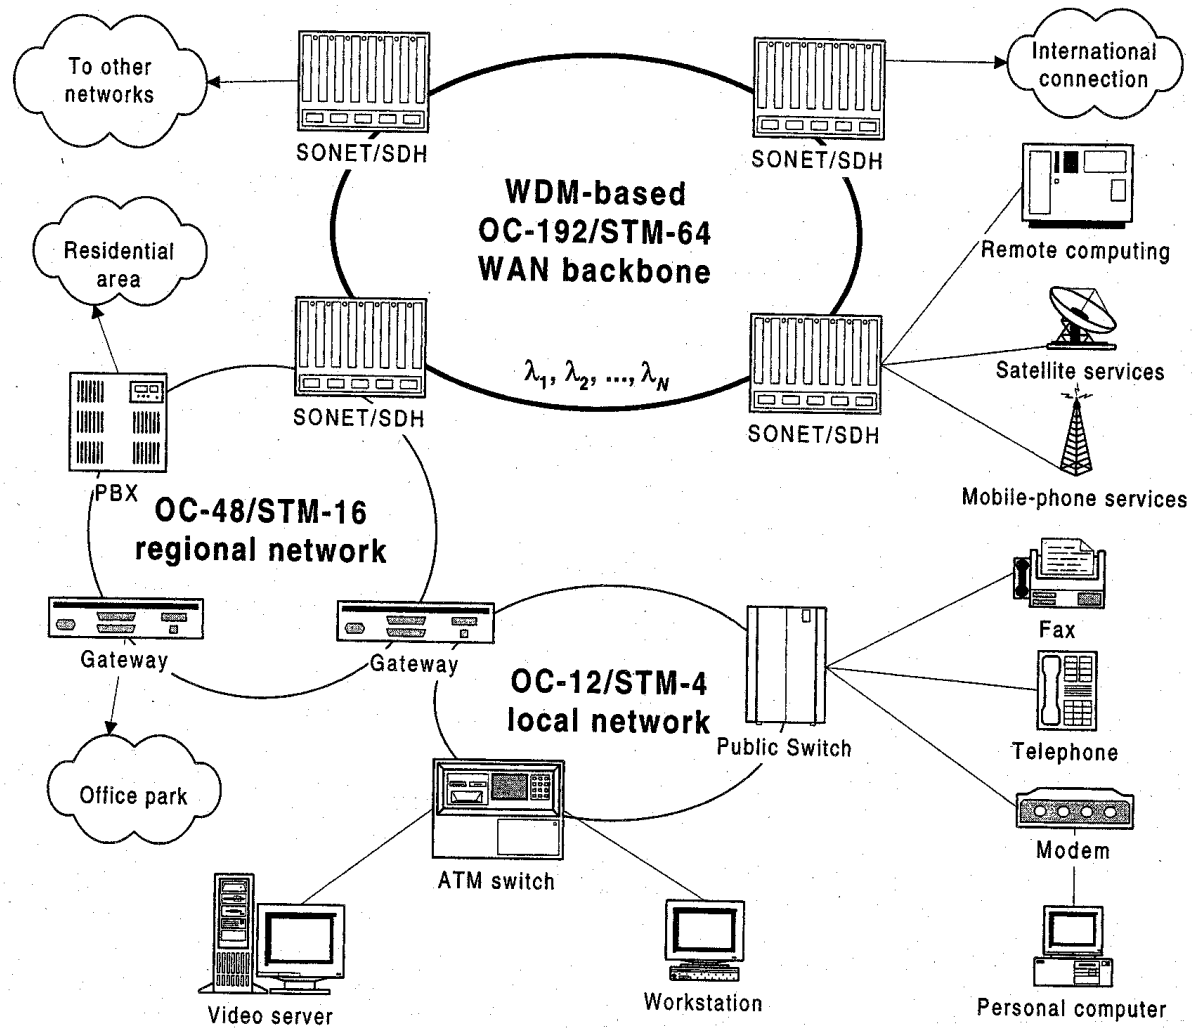 To other
networks
International
connection
SONET/SDH
SONET/SDH
WDM-based
OC-192/STM-64
WAN backbone
Remote computing
Residential
area
λ1, λ2, ..., λN
Satellite services
SONET/SDH
SONET/SDH
Mobile-phone services
PBX
OC-48/STM-16
regional network
Fax
Gateway
Gateway
OC-12/STM-4
local network
Public Switch
Telephone
Office park
Modem
ATM switch
Workstation
Personal computer
Video server